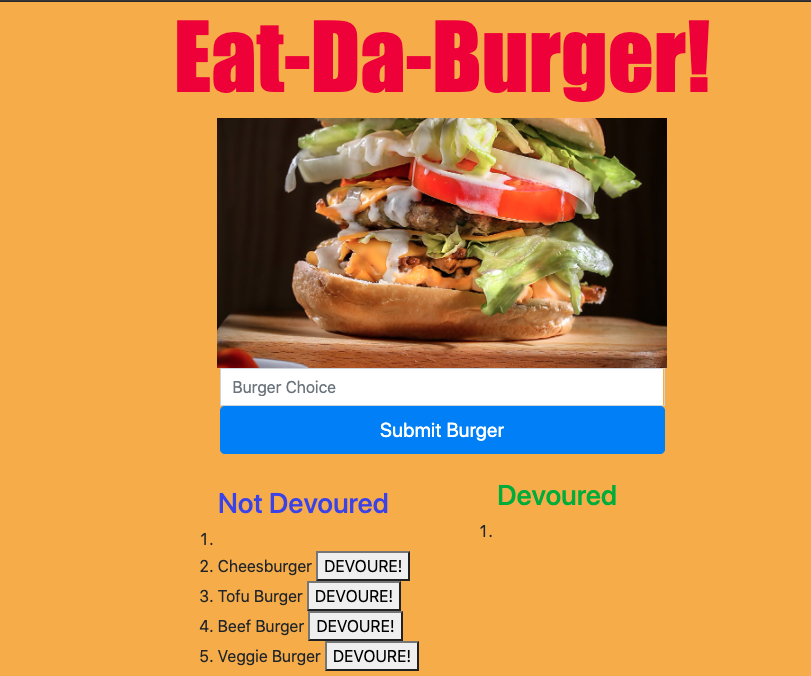 Eat-Da-Burger!
Burger Choice
Submit Burger
Not Devoured
1.
2. Cheesburger DEVOURE!
3. Tofu Burger DEVOURE!
4. Beef Burger DEVOURE!
5. Veggie Burger DEVOURE!
Devoured
1.